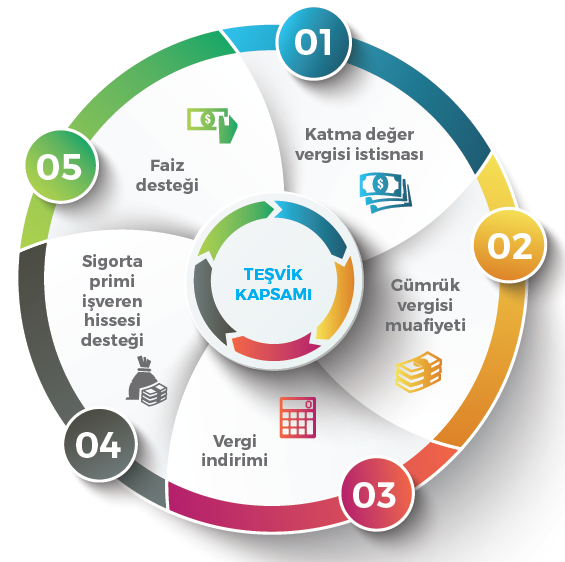 TEŞVİK
KAPSAMI
01
Katma değer
vergisi istisnası
02
Gümrük
vergisi
muafiyeti
03
Vergi
indirimi
04
Sigorta
primi
işveren
hissesi
desteği
05
Faiz
desteği